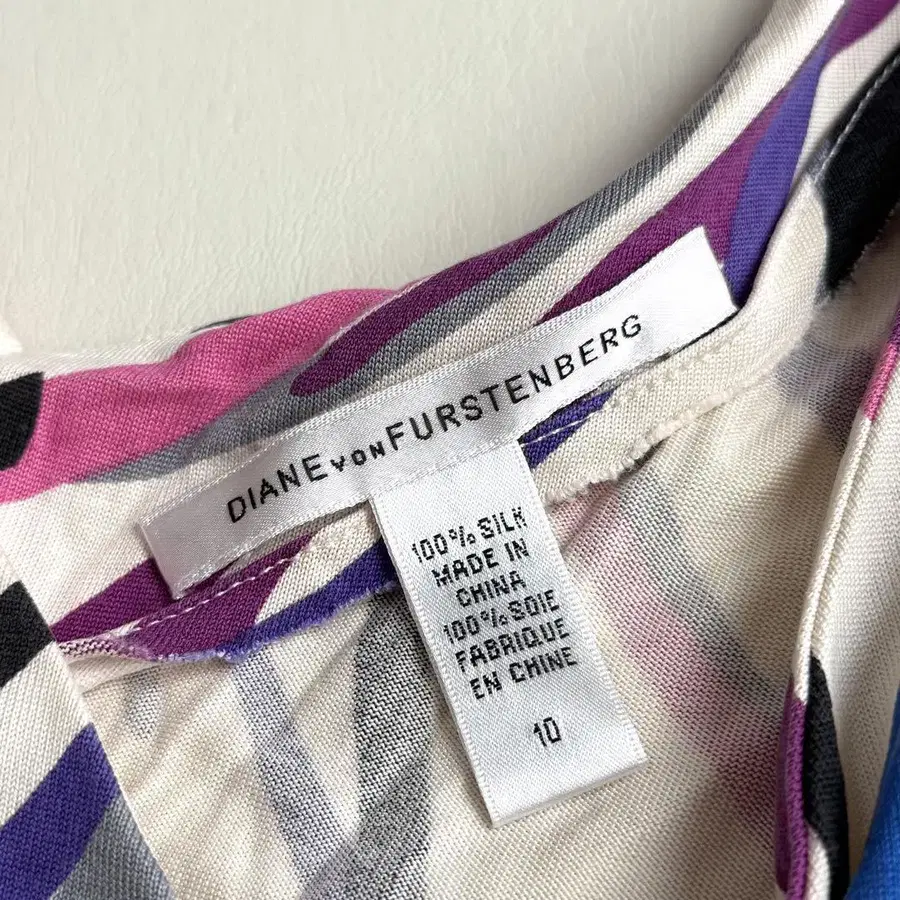 DIANE von FURSTENBERG
100% SILK
MADE IN
CHINA
100% SOIE
FABRIQUE
EN CHINE
10